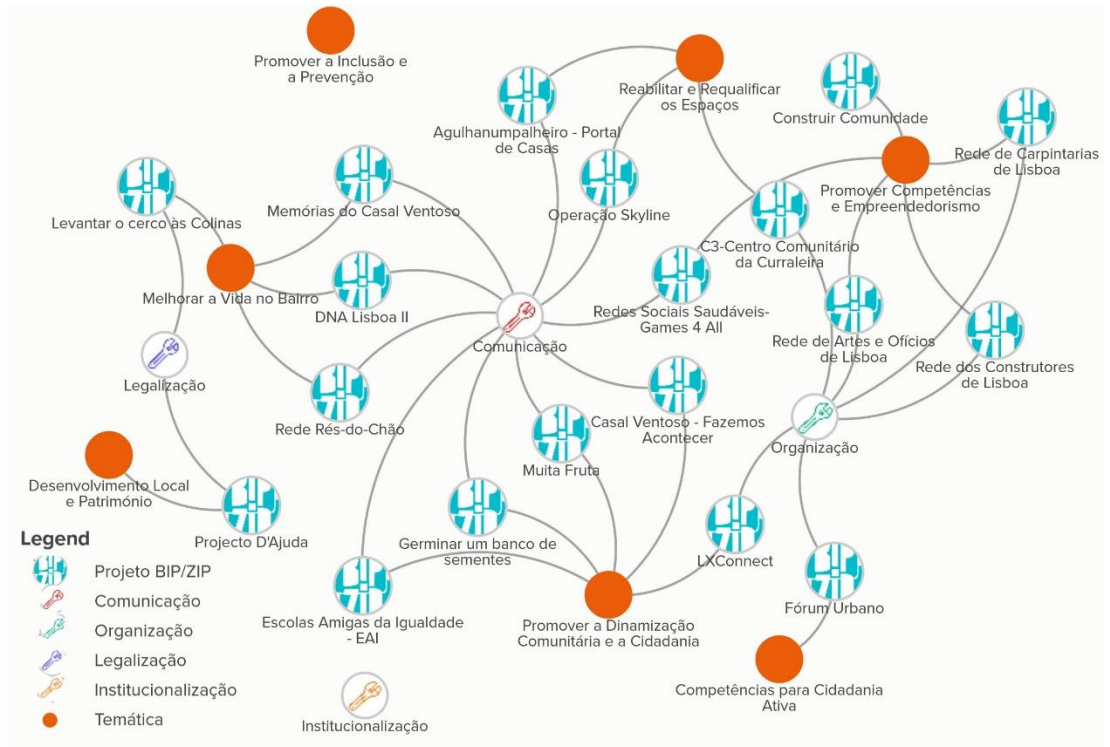 Promover a Inclusão e
a Prevenção
Reabilitar e Requalificar
os Espaços
Agulhanumpalheiro - Portal
de Casas
Construir Comunidade
Rede de Carpintarias
de Lisboa
Levantar o cerco às Colinas
Memórias do Casal Ventoso
Operação Skyline
Promover Competências
e Empreendedorismo
C3-Centro Comunitário
da Curraleira
Melhorar a Vida no Bairro
DNA Lisboa II
Redes Sociais Saudáveis-
Games 4 All
Comunicação
Rede de Artes e Ofícios
de Lisboa
Rede dos Construtores
de Lisboa
Legalização
Rede Rés-do-Chão
Casal Ventoso - Fazemos
Acontecer
Organização
Muita Fruta
Desenvolvimento Local
e Património
Projecto D'Ajuda
Germinar um banco de
sementes
LXConnect
Escolas Amigas da Igualdade
- EAI
Promover a Dinamização
Comunitária e a Cidadania
Fórum Urbano
Competências para Cidadania
Ativa
Institucionalização
Legend
Projeto BIP/ZIP
Comunicação
Organização
Legalização
Institucionalização
Temática